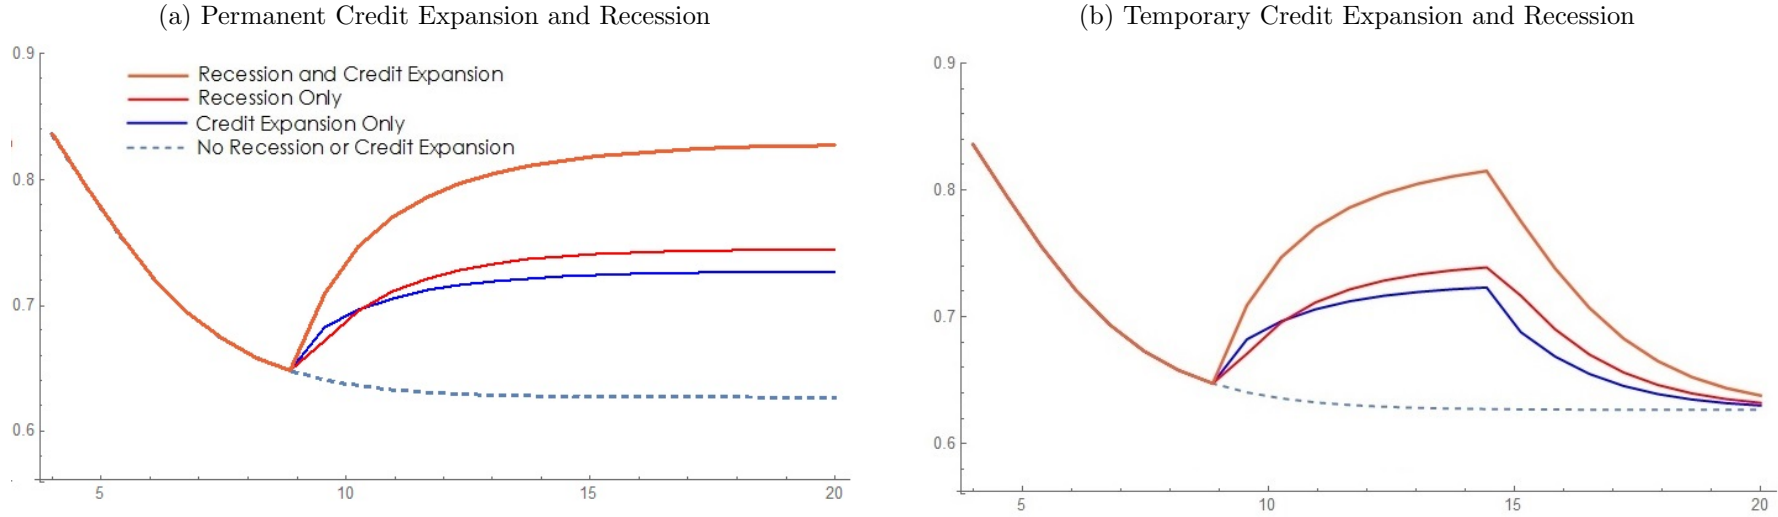 (a) Permanent Credit Expansion and Recession
0.9
Recession and Credit Expansion
Recession Only
Credit Expansion Only
No Recession or Credit Expansion
0.8
0.7
0.6
5 10 15 20
(b) Temporary Credit Expansion and Recession
0.9
0.8
0.7
0.6
5 10 15 20